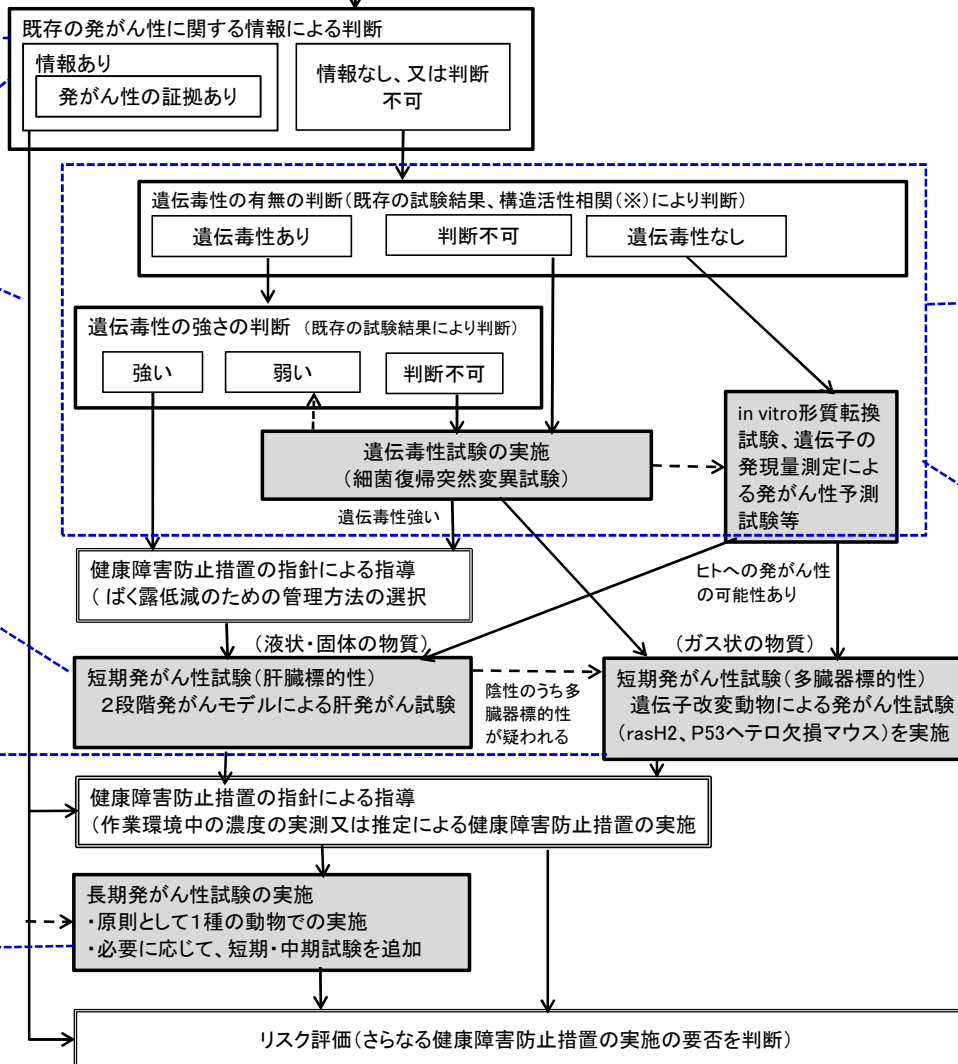 既存の発がん性に関する情報による判断
情報あり
発がん性の証拠あり
情報なし、又は判断
不可
遺伝毒性の有無の判断(既存の試験結果、構造活性相関(※)により判断)
遺伝毒性あり
判断不可
遺伝毒性なし
遺伝毒性の強さの判断 (既存の試験結果により判断)
強い
弱い
判断不可
in vitro形質転換
試験、遺伝子の
発現量測定によ
る発がん性予測
試験等
遺伝毒性試験の実施
(細菌復帰突然変異試験)
遺伝毒性強い
健康障害防止措置の指針による指導
( ばく露低減のための管理方法の選択
ヒトへの発がん性
の可能性あり
(液状・固体の物質)
(ガス状の物質)
短期発がん性試験(肝臓標的性)
2段階発がんモデルによる肝発がん試験
陰性のうち多
臓器標的性
が疑われる
短期発がん性試験(多臓器標的性)
遺伝子改変動物による発がん性試験
(rasH2、P53ヘテロ欠損マウス)を実施
健康障害防止措置の指針による指導
(作業環境中の濃度の実測又は推定による健康障害防止措置の実施
長期発がん性試験の実施
・原則として1種の動物での実施
・必要に応じて、短期・中期試験を追加
リスク評価(さらなる健康障害防止措置の実施の要否を判断)